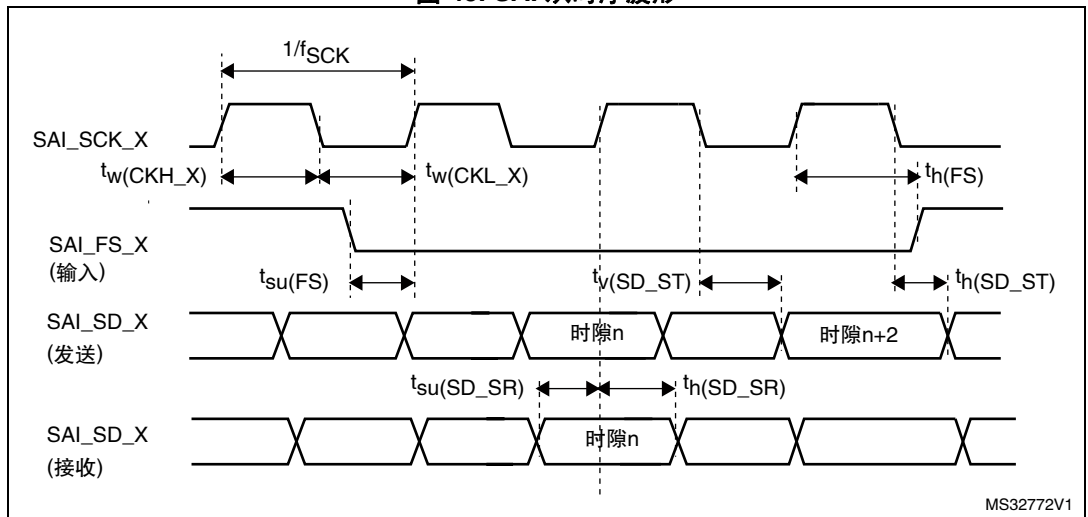 1/fSCK
SAI_SCK_X
tw(CKH_X)
tw(CKL_X)
th(FS)
SAI_FS_X
(输入)
tsu(FS)
tv(SD_ST)
th(SD_ST)
SAI_SD_X
(发送)
时隙n
时隙n+2
tsu(SD_SR)
th(SD_SR)
SAI_SD_X
(接收)
时隙n
MS32772V1